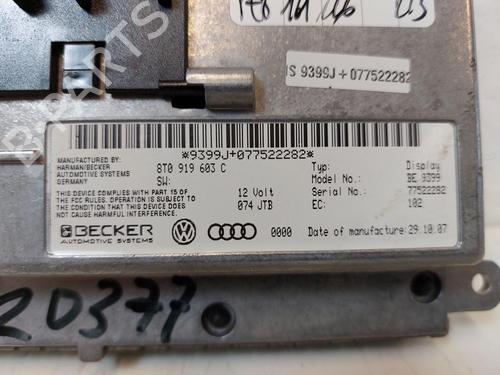 IS 9399J+077522282
*9399J+077522282*
MANUFACTURED BY:
HARMAN/BECKER
AUTOMOTIVE SYSTEMS
GERMANY
8T0 919 603 C
SW:
Typ: Display
Model No.: BE 9399
THIS DEVICE COMPLIES WITH PART 15 OF
THE FCC RULES. OPERATION IS SUBJECT
TO THE CONDITION THAT THIS DEVICE
DOES NOT CAUSE HARMFUL INTERFERENCE.
12 Volt
074 JTB
Serial No.: 77522282
EC: 102
BECKER
AUTOMOTIVE SYSTEMS
0000
Date of manufacture: 29.10.07
20377